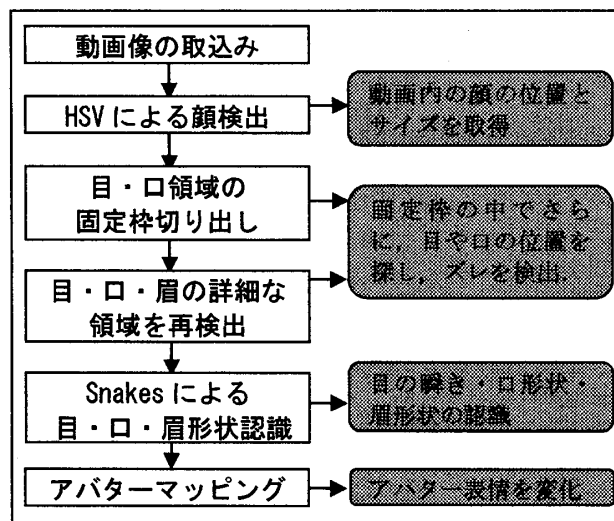 動画像の取込み
HSVによる顔検出
動画内の顔の位置と
サイズを取得
目・口領域の
固定枠切り出し
固定枠の中でさら
に，目や口の位置を
探し，ズレを検出．
目・口・眉の詳細な
領域を再検出
Snakesによる
目・口・眉形状認識
目の瞬き・口形状・
眉形状の認識
アバターマッピング
アバター表情を変化